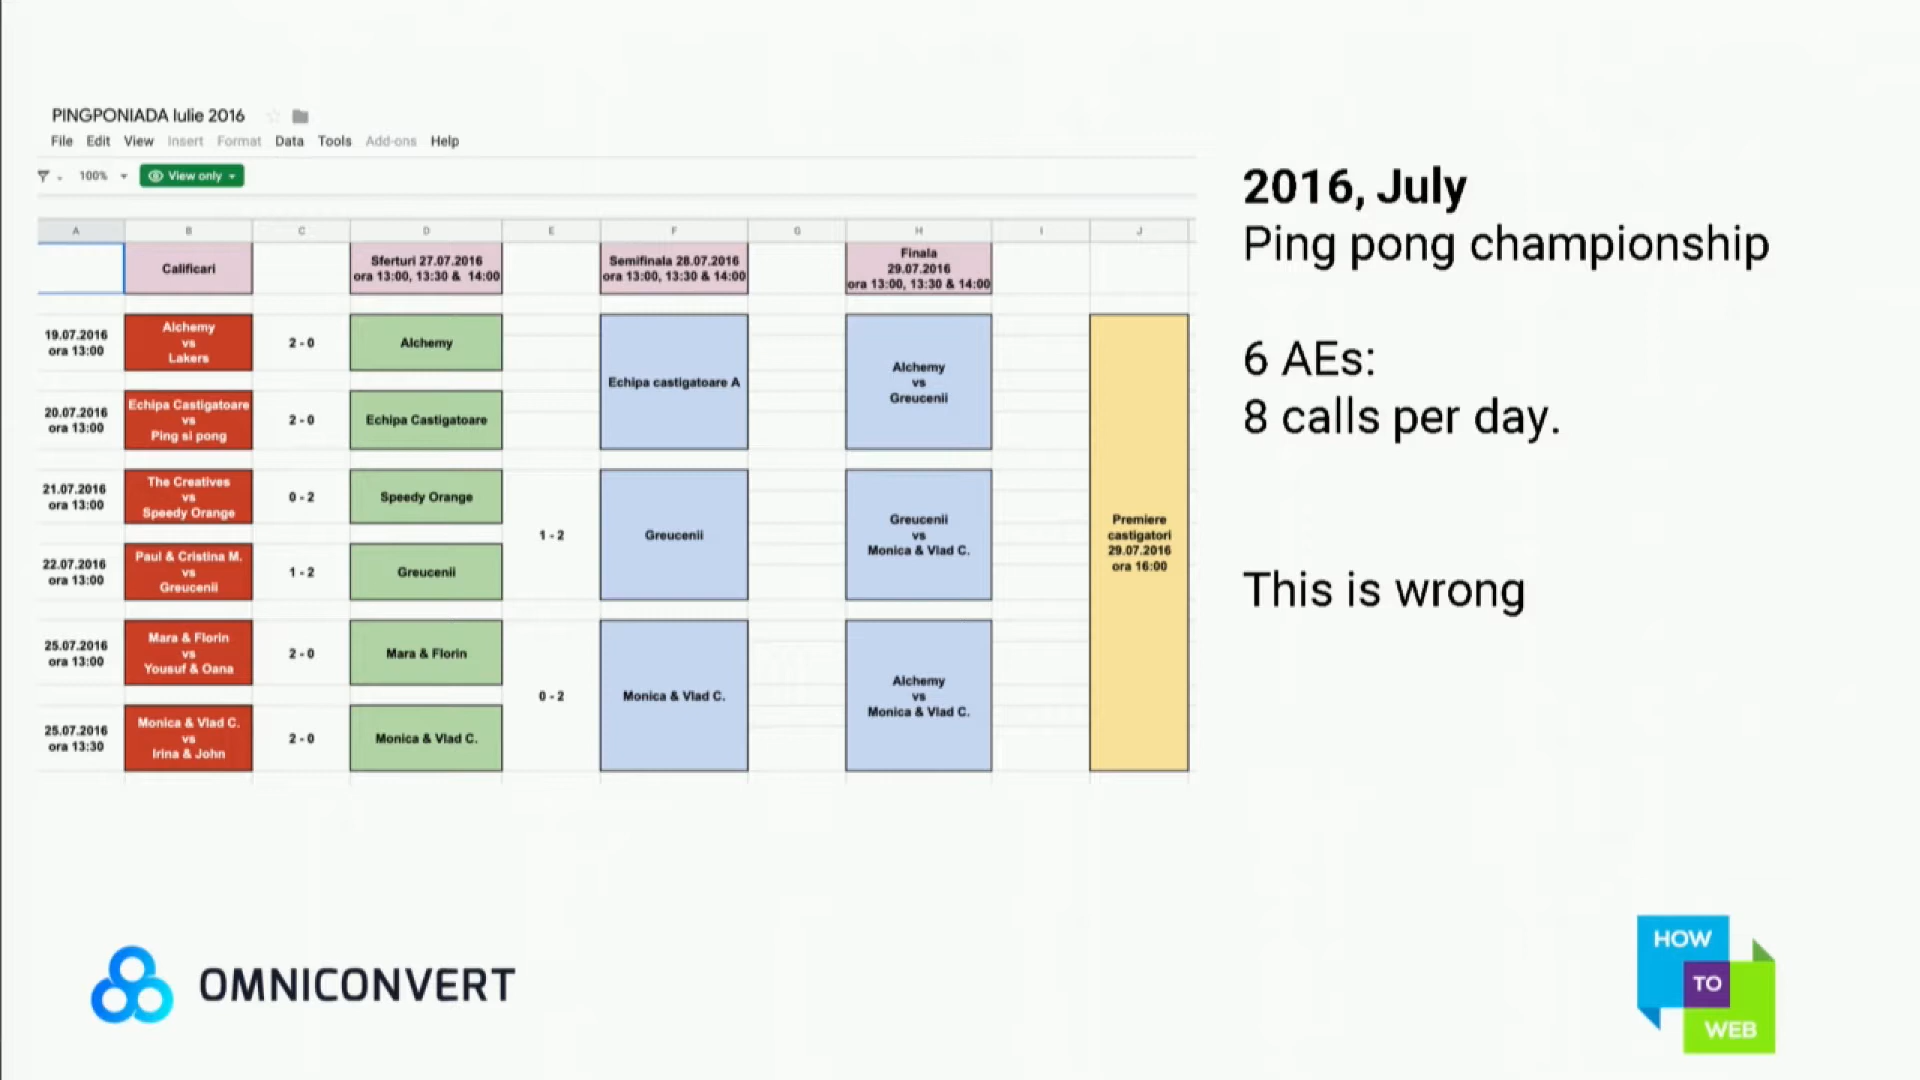 PINGPONIADA Iulie 2016
File Edit View Insert Format Data Tools Add-ons Help
100% View only
A B C D E F G H I J
Calificari
Sferturi 27.07.2016
ora 13:00, 13:30 & 14:00
Semifinala 28.07.2016
ora 13:00, 13:30 & 14:00
Finala
29.07.2016
ora 13:00, 13:30 & 14:00
19.07.2016
ora 13:00
Alchemy
vs
Lakers
2 - 0
Alchemy
20.07.2016
ora 13:00
Echipa Castigatoare
vs
Ping si pong
2 - 0
Echipa Castigatoare
Echipa castigatoare A
Alchemy
vs
Greucenii
21.07.2016
ora 13:00
The Creatives
vs
Speedy Orange
0 - 2
Speedy Orange
22.07.2016
ora 13:00
Paul & Cristina M.
vs
Greucenii
1 - 2
Greucenii
1 - 2
Greucenii
Greucenii
vs
Monica & Vlad C.
25.07.2016
ora 13:00
Mara & Florin
vs
Yousuf & Oana
2 - 0
Mara & Florin
25.07.2016
ora 13:30
Monica & Vlad C.
vs
Irina & John
2 - 0
Monica & Vlad C.
0 - 2
Monica & Vlad C.
Alchemy
vs
Monica & Vlad C.
Premiere
castigatori
29.07.2016
ora 16:00
2016, July
Ping pong championship
6 AEs:
8 calls per day.
This is wrong
OMNICONVERT
HOW
TO
WEB